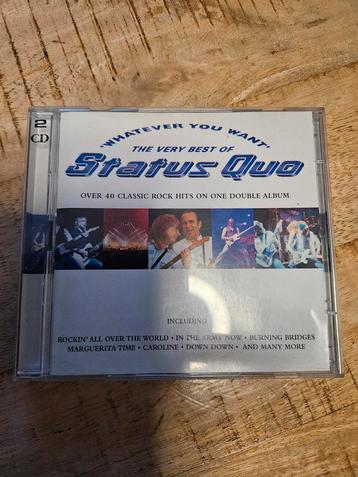 2
CD
'WHATEVER YOU WANT'
THE VERY BEST OF
Status Quo
OVER 40 CLASSIC ROCK HITS ON ONE DOUBLE ALBUM
INCLUDING
ROCKIN' ALL OVER THE WORLD • IN THE ARMY NOW • BURNING BRIDGES
MARGUERITA TIME • CAROLINE • DOWN DOWN • AND MANY MORE